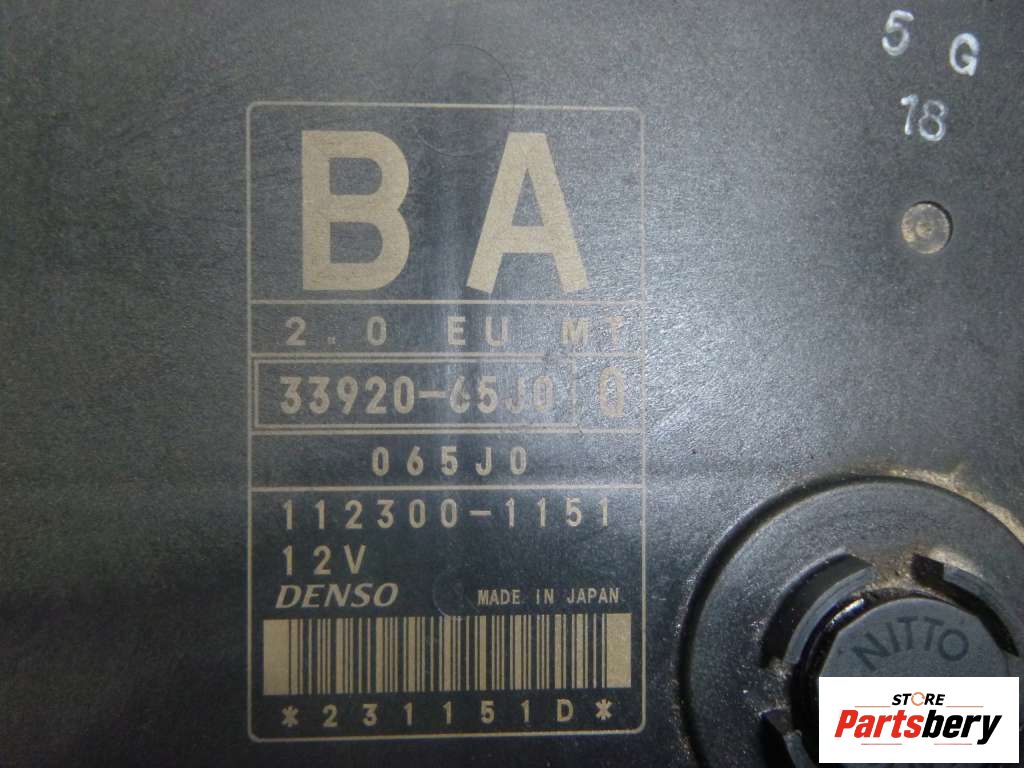 5 G
18
BA
2.0 EU MT
33920-65J0 Q
065J0
112300-1151
12V
DENSO MADE IN JAPAN
*231151D*
NITTO
STORE
Partsbery